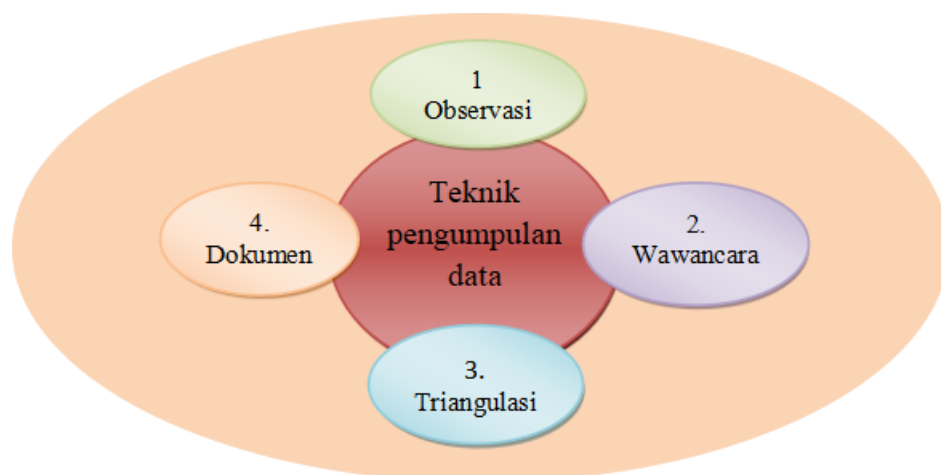 1
Observasi
Teknik
pengumpulan
data
2.
Wawancara
3.
Triangulasi
4.
Dokumen